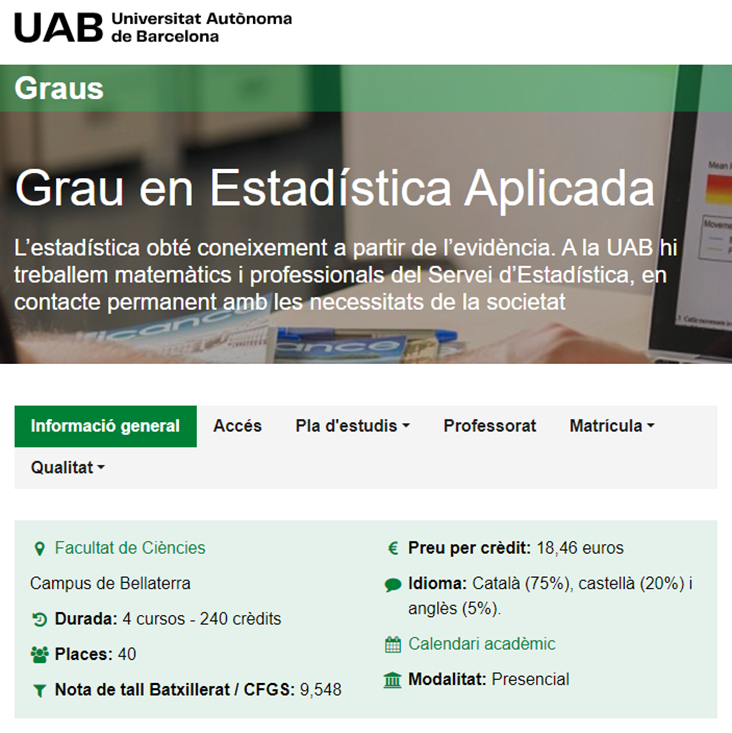 UAB Universitat Autònoma
de Barcelona
Graus
Grau en Estadística Aplicada
L'estadística obté coneixement a partir de l'evidència. A la UAB hi
treballem matemàtics i professionals del Servei d'Estadística, en
contacte permanent amb les necessitats de la societat
Informació general
Accés
Pla d'estudis
Professorat
Matrícula
Qualitat
Facultat de Ciències
Campus de Bellaterra
Durada: 4 cursos - 240 crèdits
Places: 40
Nota de tall Batxillerat / CFGS: 9,548
€ Preu per crèdit: 18,46 euros
Idioma: Català (75%), castellà (20%) i
anglès (5%).
Calendari acadèmic
Modalitat: Presencial